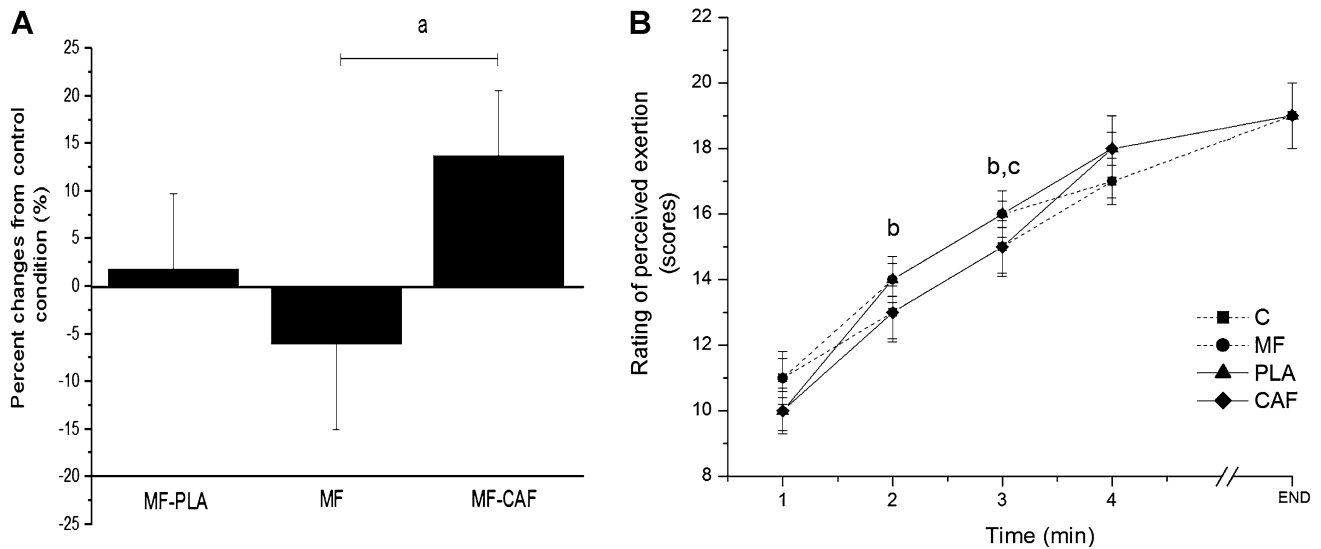 A
a
Percent changes from control
condition (%)
25
20
15
10
5
0
-5
-10
-15
-20
-25
MF-PLA
MF
MF-CAF
B
Rating of perceived exertion
(scores)
22
20
18
16
14
12
10
8
b
b,c
C
MF
PLA
CAF
1
2
3
4
END
Time (min)